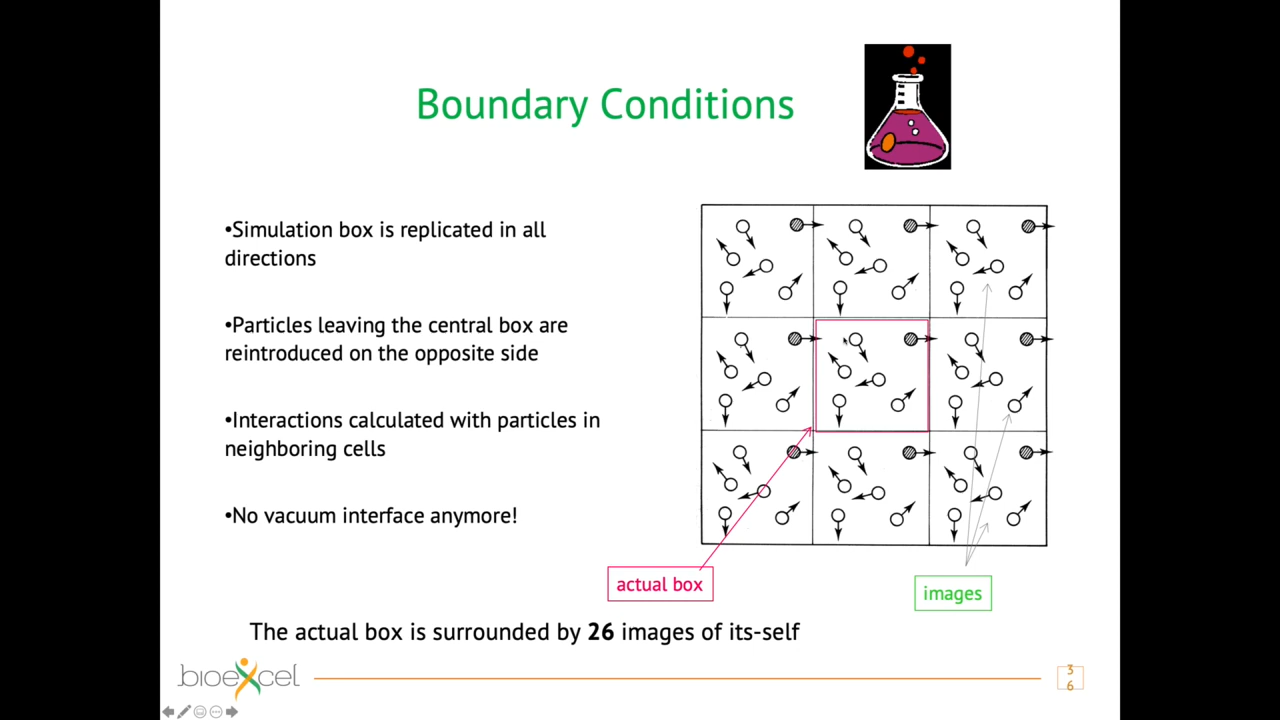 Boundary Conditions
•Simulation box is replicated in all
directions
•Particles leaving the central box are
reintroduced on the opposite side
•Interactions calculated with particles in
neighboring cells
•No vacuum interface anymore!
actual box
images
The actual box is surrounded by 26 images of its-self
bioexcel
3
6